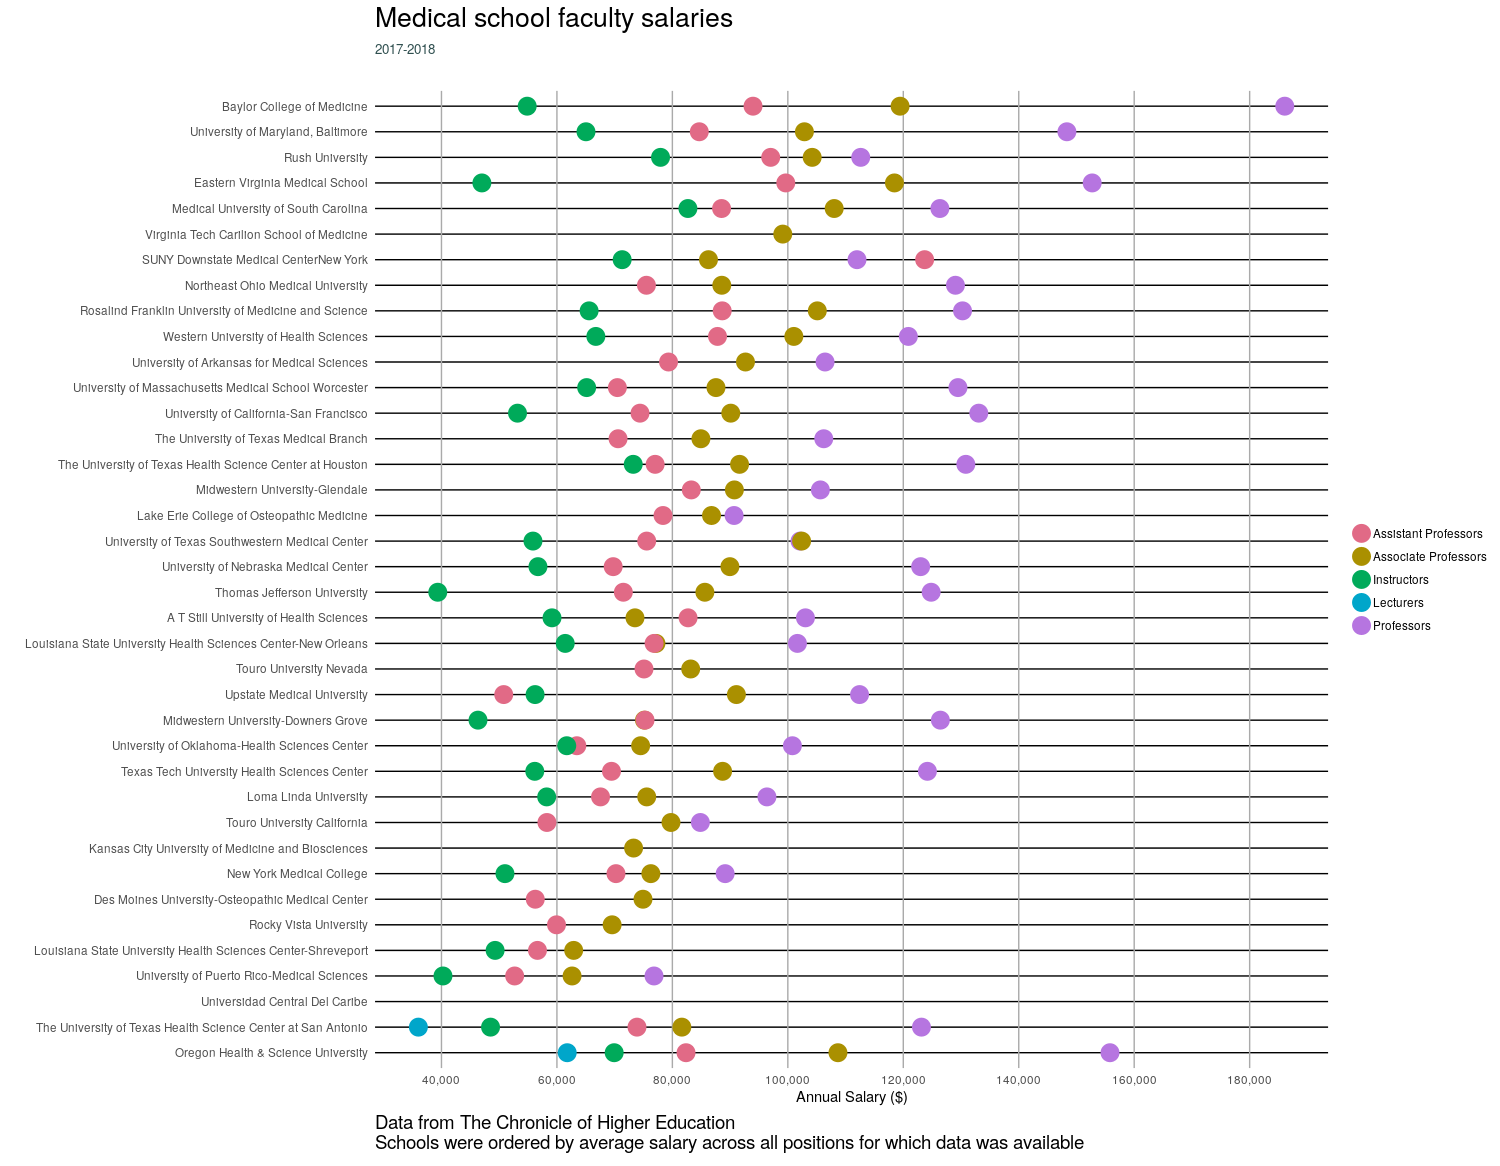 Medical school faculty salaries
2017-2018
Baylor College of Medicine
University of Maryland, Baltimore
Rush University
Eastern Virginia Medical School
Medical University of South Carolina
Virginia Tech Carilion School of Medicine
SUNY Downstate Medical CenterNew York
Northeast Ohio Medical University
Rosalind Franklin University of Medicine and Science
Western University of Health Sciences
University of Arkansas for Medical Sciences
University of Massachusetts Medical School Worcester
University of California-San Francisco
The University of Texas Medical Branch
The University of Texas Health Science Center at Houston
Midwestern University-Glendale
Lake Erie College of Osteopathic Medicine
University of Texas Southwestern Medical Center
University of Nebraska Medical Center
Thomas Jefferson University
A T Still University of Health Sciences
Louisiana State University Health Sciences Center-New Orleans
Touro University Nevada
Upstate Medical University
Midwestern University-Downers Grove
University of Oklahoma-Health Sciences Center
Texas Tech University Health Sciences Center
Loma Linda University
Touro University California
Kansas City University of Medicine and Biosciences
New York Medical College
Des Moines University-Osteopathic Medical Center
Rocky Vista University
Louisiana State University Health Sciences Center-Shreveport
University of Puerto Rico-Medical Sciences
Universidad Central Del Caribe
The University of Texas Health Science Center at San Antonio
Oregon Health & Science University
40,000 60,000 80,000 100,000 120,000 140,000 160,000 180,000
Annual Salary ($)
Assistant Professors
Associate Professors
Instructors
Lecturers
Professors
Data from The Chronicle of Higher Education
Schools were ordered by average salary across all positions for which data was available